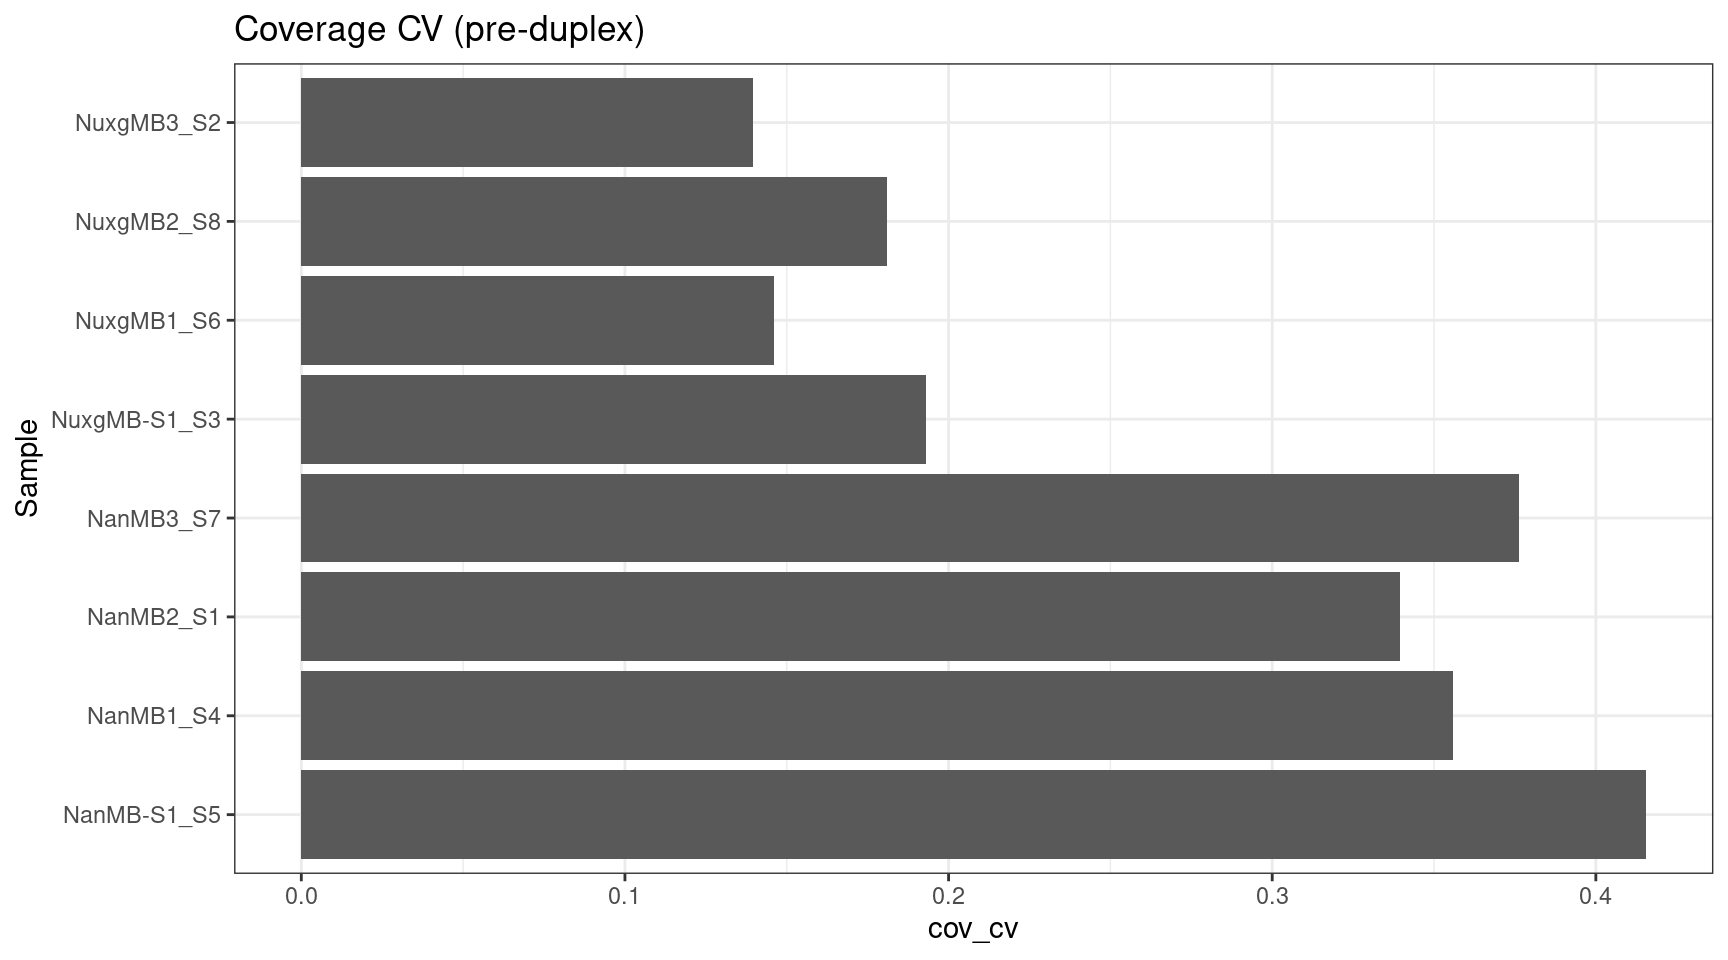 Coverage CV (pre-duplex)
NuxgMB3_S2
NuxgMB2_S8
NuxgMB1_S6
NuxgMB-S1_S3
NanMB3_S7
NanMB2_S1
NanMB1_S4
NanMB-S1_S5
Sample
0.0 0.1 0.2 0.3 0.4
cov_cv